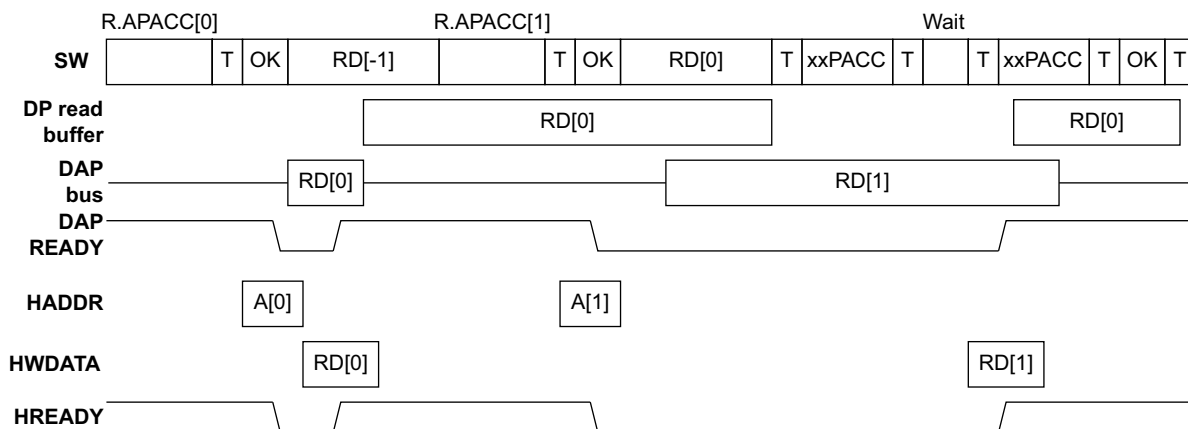 R.APACC[0] R.APACC[1] Wait
SW T OK RD[-1] T OK RD[0] T xxPACC T T xxPACC T OK T
DP read
buffer RD[0] RD[0]
DAP
bus RD[0] RD[1]
DAP
READY
HADDR A[0] A[1]
HWDATA RD[0] RD[1]
HREADY